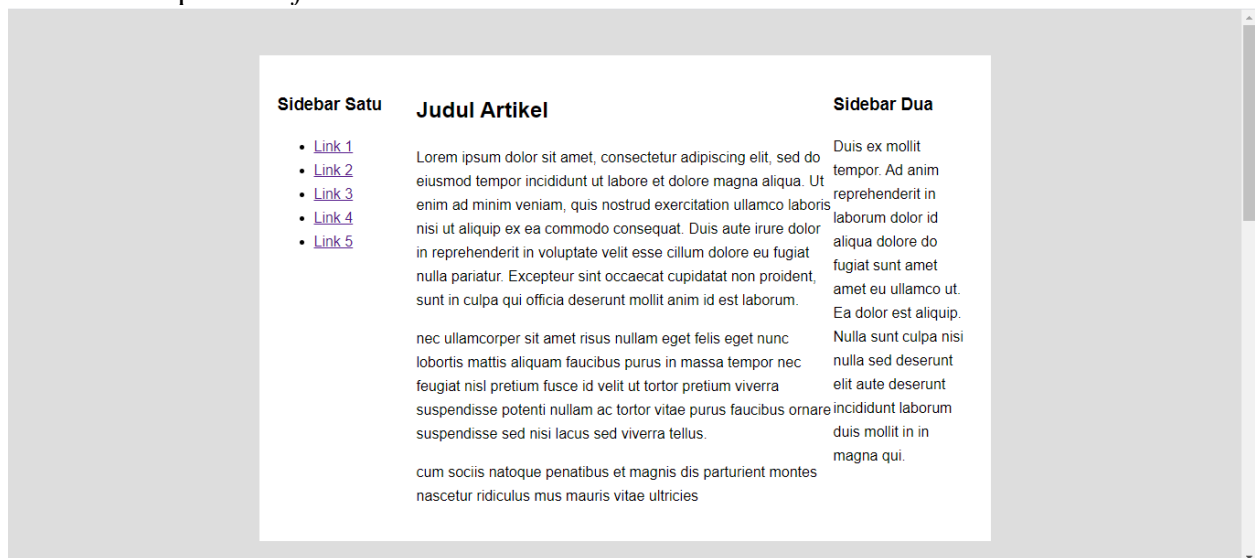 Sidebar Satu
Link 1
Link 2
Link 3
Link 4
Link 5
Judul Artikel
Lorem ipsum dolor sit amet, consectetur adipiscing elit, sed do
eiusmod tempor incididunt ut labore et dolore magna aliqua. Ut
enim ad minim veniam, quis nostrud exercitation ullamco laboris
nisi ut aliquip ex ea commodo consequat. Duis aute irure dolor
in reprehenderit in voluptate velit esse cillum dolore eu fugiat
nulla pariatur. Excepteur sint occaecat cupidatat non proident,
sunt in culpa qui officia deserunt mollit anim id est laborum.
nec ullamcorper sit amet risus nullam eget felis eget nunc
lobortis mattis aliquam faucibus purus in massa tempor nec
feugiat nisl pretium fusce id velit ut tortor pretium viverra
suspendisse potenti nullam ac tortor vitae purus faucibus ornare
suspendisse sed nisi lacus sed viverra tellus.
cum sociis natoque penatibus et magnis dis parturient montes
nascetur ridiculus mus mauris vitae ultricies
Sidebar Dua
Duis ex mollit
tempor. Ad anim
reprehenderit in
laborum dolor id
aliqua dolore do
fugiat sunt amet
amet eu ullamco ut.
Ea dolor est aliquip.
Nulla sunt culpa nisi
nulla sed deserunt
elit aute deserunt
incididunt laborum
duis mollit in in
magna qui.